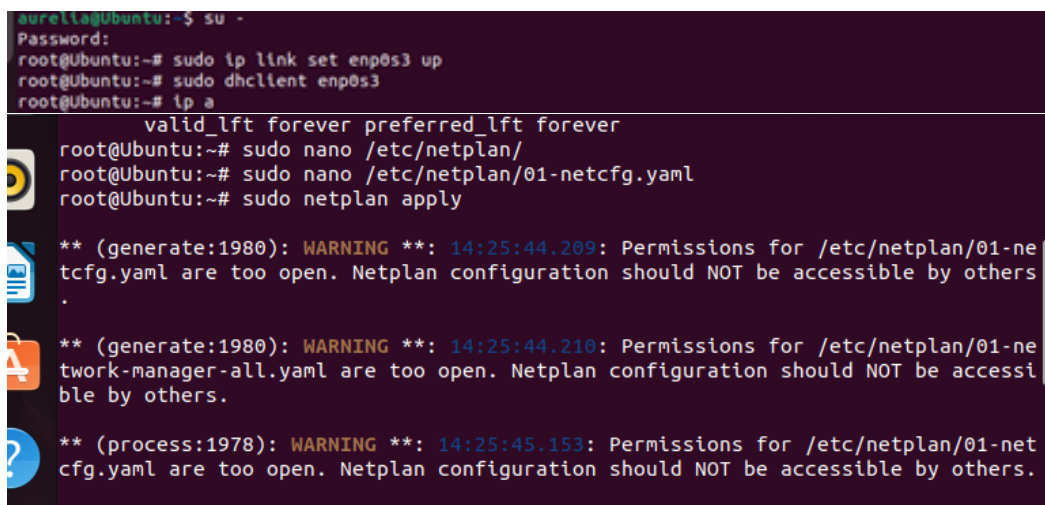 aurelia@Ubuntu:~$ su -
Password:
root@Ubuntu:~# sudo ip link set enp0s3 up
root@Ubuntu:~# sudo dhclient enp0s3
root@Ubuntu:~# ip a
valid_lft forever preferred_lft forever
root@Ubuntu:~# sudo nano /etc/netplan/
root@Ubuntu:~# sudo nano /etc/netplan/01-netcfg.yaml
root@Ubuntu:~# sudo netplan apply
** (generate:1980): WARNING **: 14:25:44.209: Permissions for /etc/netplan/01-ne
tcfg.yaml are too open. Netplan configuration should NOT be accessible by others
.
** (generate:1980): WARNING **: 14:25:44.210: Permissions for /etc/netplan/01-ne
twork-manager-all.yaml are too open. Netplan configuration should NOT be accessi
ble by others.
** (process:1978): WARNING **: 14:25:45.153: Permissions for /etc/netplan/01-net
cfg.yaml are too open. Netplan configuration should NOT be accessible by others.